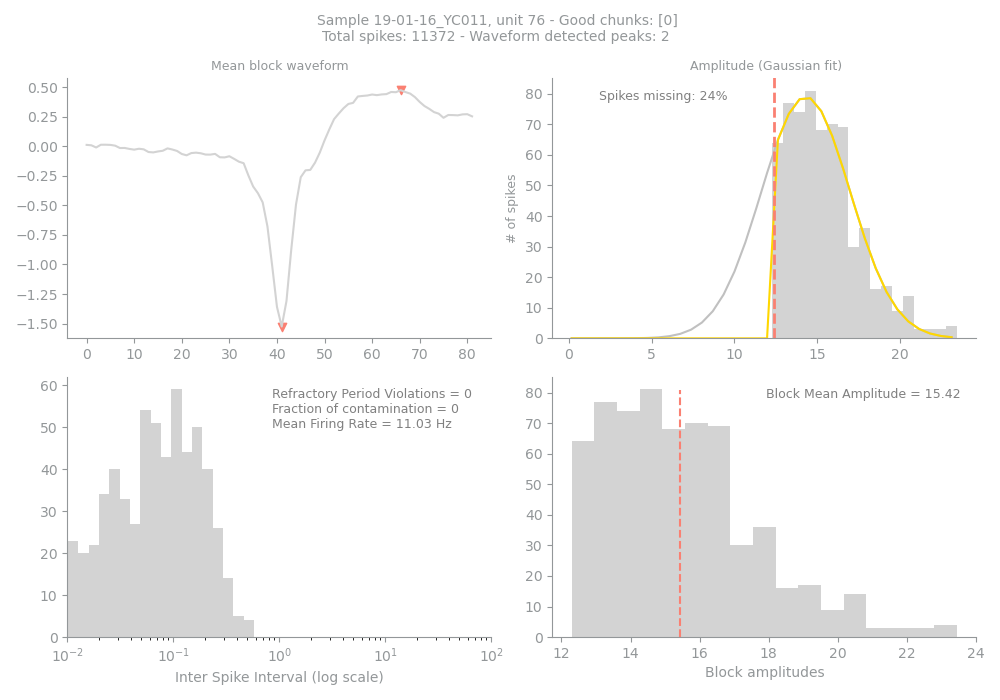 Sample 19-01-16_YC011, unit 76 - Good chunks: [0]
Total spikes: 11372 - Waveform detected peaks: 2
Mean block waveform
0.50
0.25
0.00
−0.25
−0.50
−0.75
−1.00
−1.25
−1.50
0 10 20 30 40 50 60 70 80
Amplitude (Gaussian fit)
Spikes missing: 24%
# of spikes
80
70
60
50
40
30
20
10
0
0 5 10 15 20
Refractory Period Violations = 0
Fraction of contamination = 0
Mean Firing Rate = 11.03 Hz
60
50
40
30
20
10
0
10⁻² 10⁻¹ 10⁰ 10¹ 10²
Inter Spike Interval (log scale)
Block Mean Amplitude = 15.42
80
70
60
50
40
30
20
10
0
12 14 16 18 20 22 24
Block amplitudes